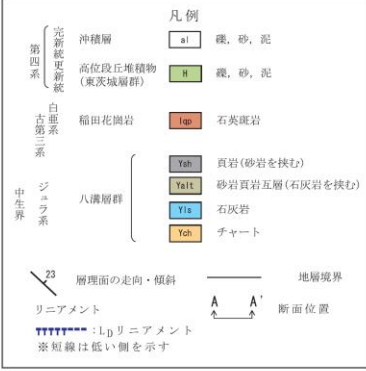 凡例
第四系
完新統
更新統
沖積層 al 礫, 砂, 泥
高位段丘堆積物
(東茨城層群)
H 礫, 砂, 泥
白亜系
古第三系
稲田花崗岩 Iqp 石英斑岩
中生界
ジュラ系
八溝層群
Ysh 頁岩(砂岩を挟む)
Yalt 砂岩頁岩互層(石灰岩を挟む)
Yls 石灰岩
Ych チャート
23 層理面の走向・傾斜
地層境界
リニアメント
A A' 断面位置
:LDリニアメント
※短線は低い側を示す